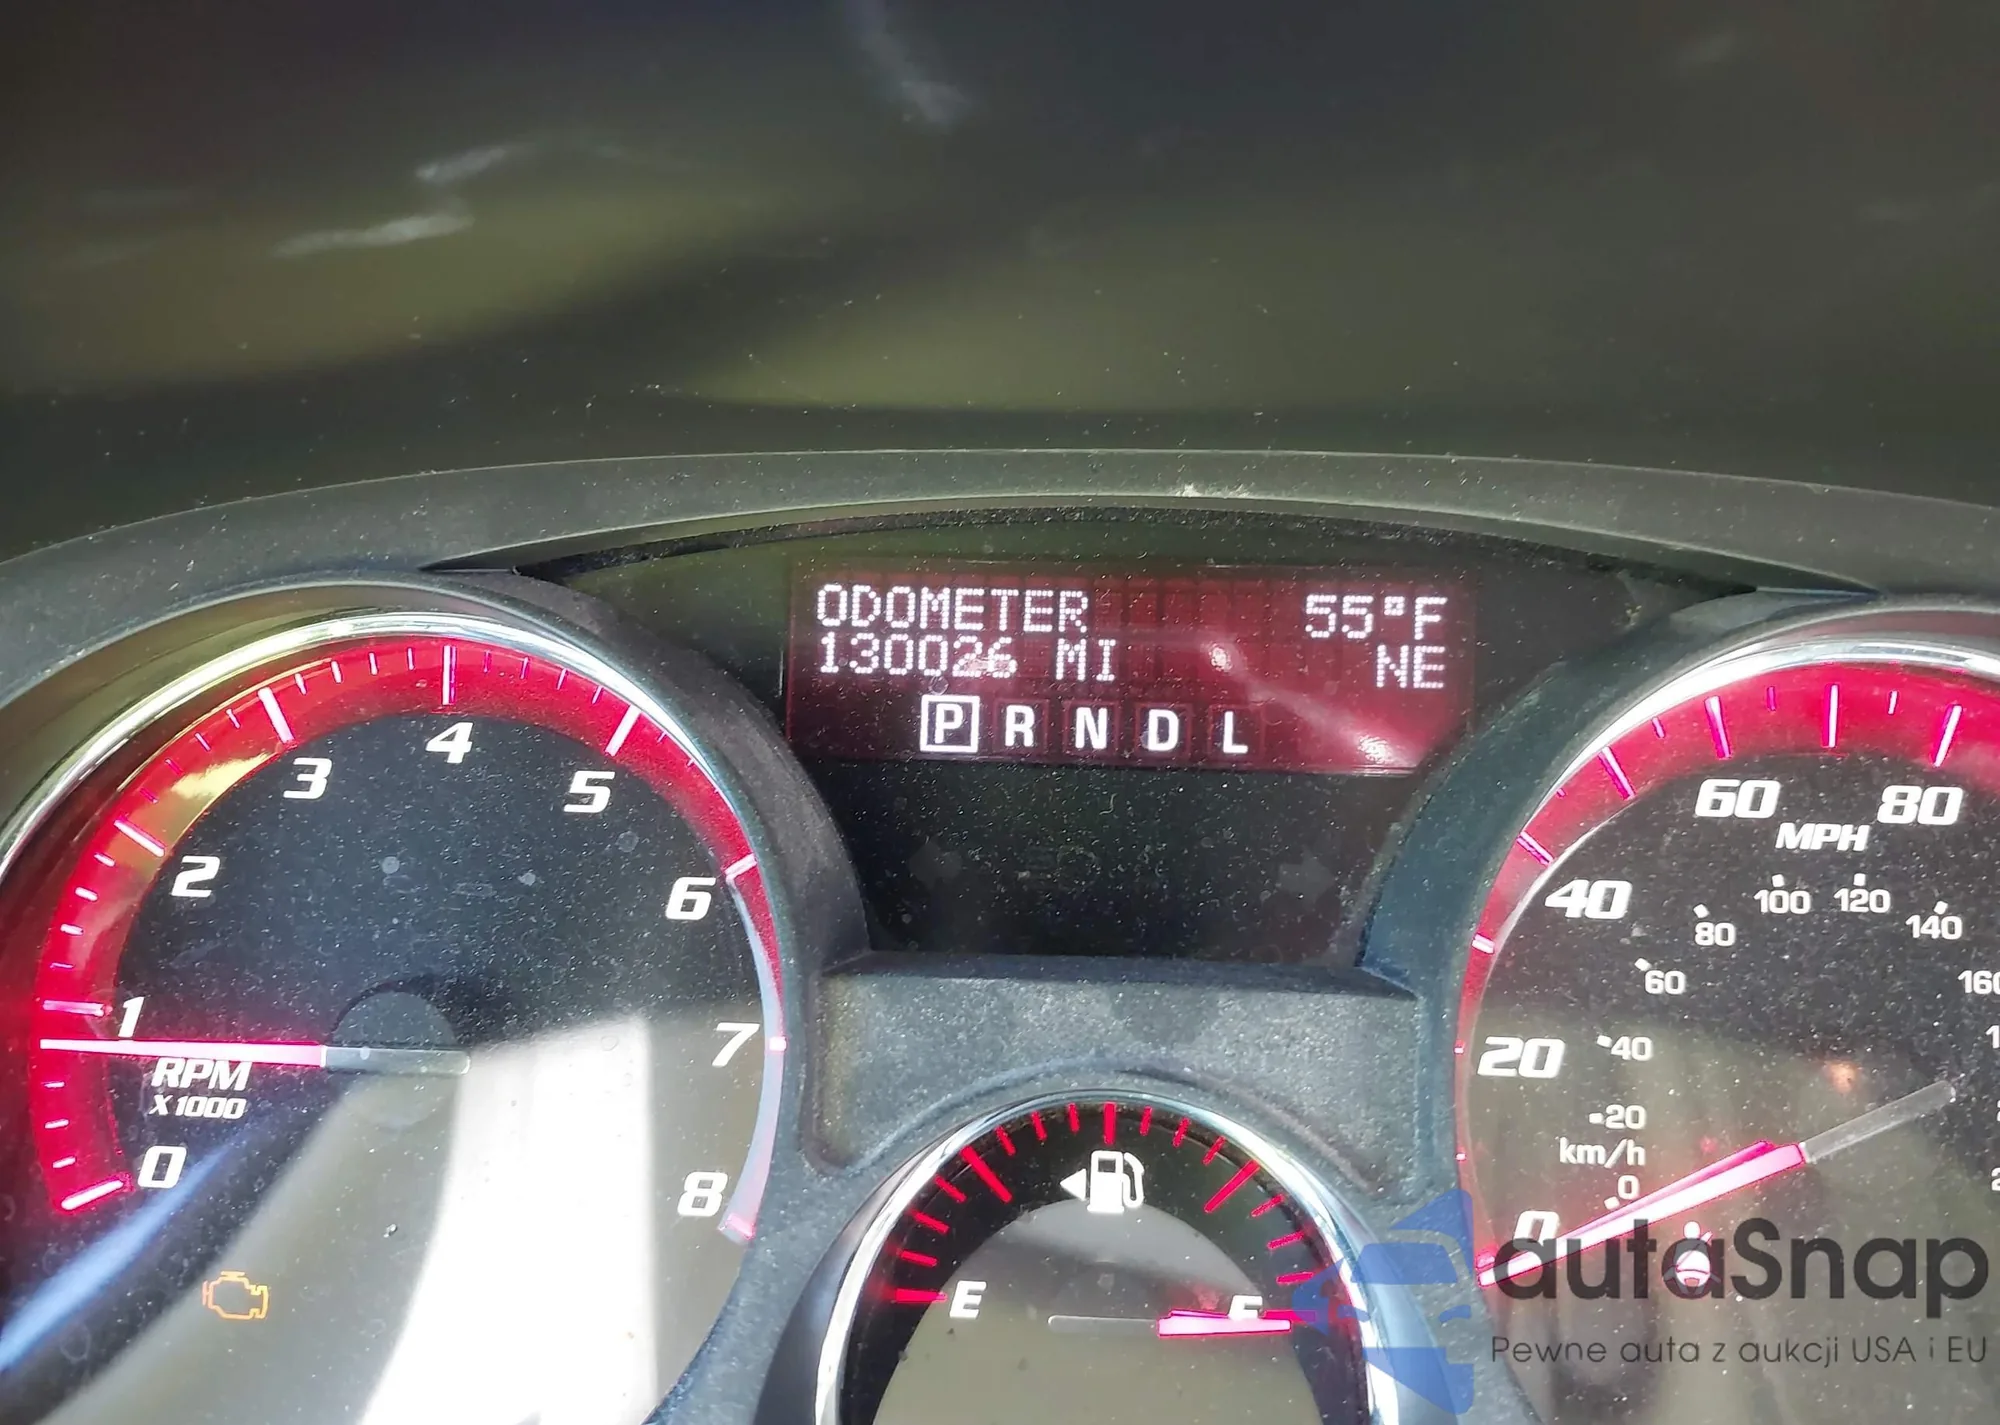 ODOMETER 55°F
130026 MI NE
P R N D L
0 1 2 3 4 5 6 7 8
RPM
X1000
0 20 40 60 80
MPH
0 20 40 60 80 100 120 140
km/h
E F
autaSnap
Pewne auta z aukcji USA i EU